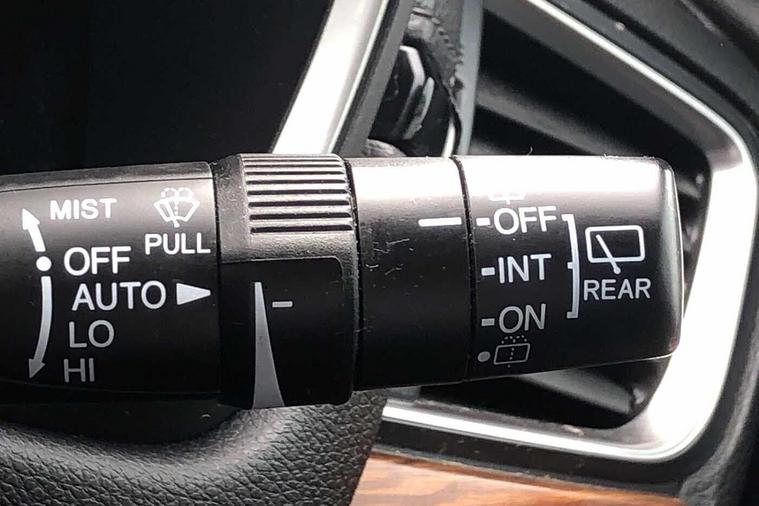 MIST
PULL
OFF
AUTO
LO
HI
-OFF
-INT
-ON
REAR